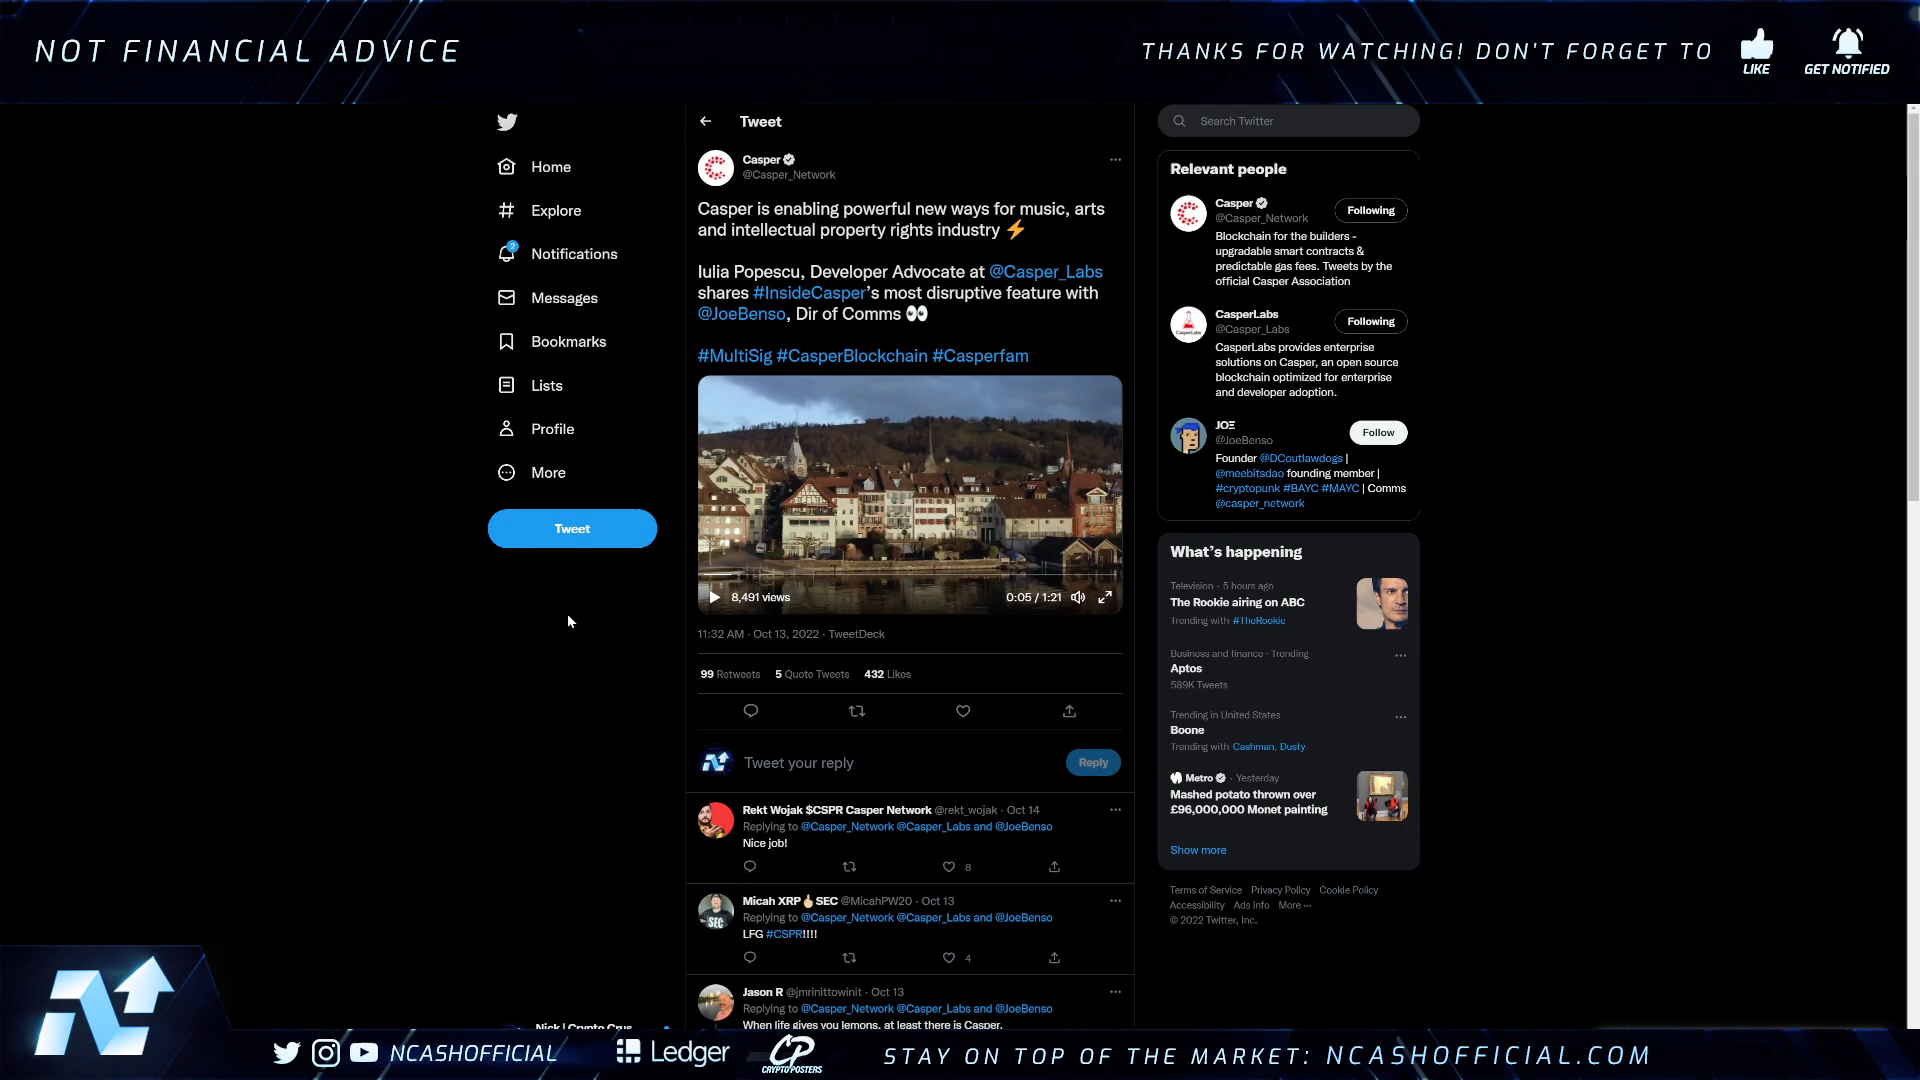 NOT FINANCIAL ADVICE
THANKS FOR WATCHING! DON'T FORGET TO
LIKE
GET NOTIFIED
Home
Explore
2
Notifications
Messages
Bookmarks
Lists
Profile
More
Tweet
Tweet
Casper
@Casper_Network
Casper is enabling powerful new ways for music, arts
and intellectual property rights industry ⚡
Iulia Popescu, Developer Advocate at @Casper_Labs
shares #InsideCasper's most disruptive feature with
@JoeBenso, Dir of Comms 👀
#MultiSig #CasperBlockchain #Casperfam
8,491 views
0:05 / 1:21
11:32 AM · Oct 13, 2022 · TweetDeck
99 Retweets 5 Quote Tweets 432 Likes
Tweet your reply
Reply
Rekt Wojak $CSPR Casper Network @rekt_wojak · Oct 14
Replying to @Casper_Network @Casper_Labs and @JoeBenso
Nice job!
8
Micah XRP👆🏼SEC @MicahPW20 · Oct 13
Replying to @Casper_Network @Casper_Labs and @JoeBenso
LFG #CSPR!!!!
4
Jason R @jmrinittowinit · Oct 13
Replying to @Casper_Network @Casper_Labs and @JoeBenso
When life gives you lemons, at least there is Casper.
Search Twitter
Relevant people
Casper
@Casper_Network
Following
Blockchain for the builders -
upgradable smart contracts &
predictable gas fees. Tweets by the
official Casper Association
CasperLabs
@Casper_Labs
Following
CasperLabs provides enterprise
solutions on Casper, an open source
blockchain optimized for enterprise
and developer adoption.
JOΞ
@JoeBenso
Follow
Founder @DCoutlawdogs |
@meebitsdao founding member |
#cryptopunk #BAYC #MAYC | Comms
@casper_network
What's happening
Television · 5 hours ago
The Rookie airing on ABC
Trending with #TheRookie
Business and finance · Trending
Aptos
589K Tweets
Trending in United States
Boone
Trending with Cashman, Dusty
Metro · Yesterday
Mashed potato thrown over
£96,000,000 Monet painting
Show more
Terms of Service Privacy Policy Cookie Policy
Accessibility Ads info More ···
© 2022 Twitter, Inc.
Nick | Crypto Crus
NCASHOFFICIAL
Ledger
CP
CRYPTO POSTERS
STAY ON TOP OF THE MARKET: NCASHOFFICIAL.COM